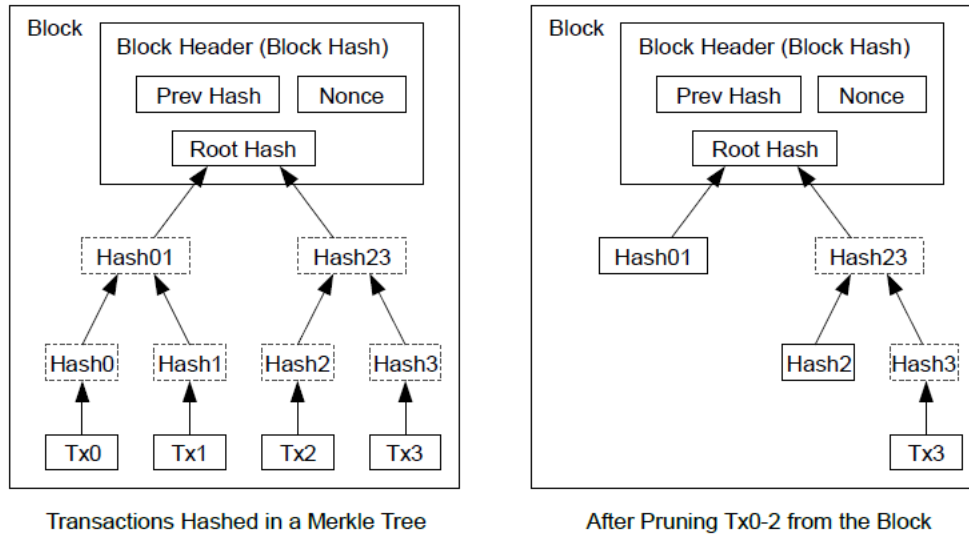 Block
Block Header (Block Hash)
Prev Hash
Nonce
Root Hash
Hash01
Hash23
Hash0
Hash1
Hash2
Hash3
Tx0
Tx1
Tx2
Tx3
Transactions Hashed in a Merkle Tree
Block
Block Header (Block Hash)
Prev Hash
Nonce
Root Hash
Hash01
Hash23
Hash2
Hash3
Tx3
After Pruning Tx0-2 from the Block